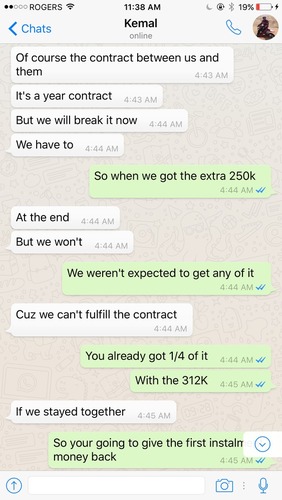 ROGERS 11:38 AM 19%
Chats Kemal
online
Of course the contract between us and
them 4:43 AM
It's a year contract 4:43 AM
But we will break it now 4:44 AM
We have to 4:44 AM
So when we got the extra 250k
4:44 AM
At the end 4:44 AM
But we won't 4:44 AM
We weren't expected to get any of it
4:44 AM
Cuz we can't fulfill the contract
4:44 AM
You already got 1/4 of it 4:44 AM
With the 312K 4:45 AM
If we stayed together 4:45 AM
So your going to give the first instalm
money back